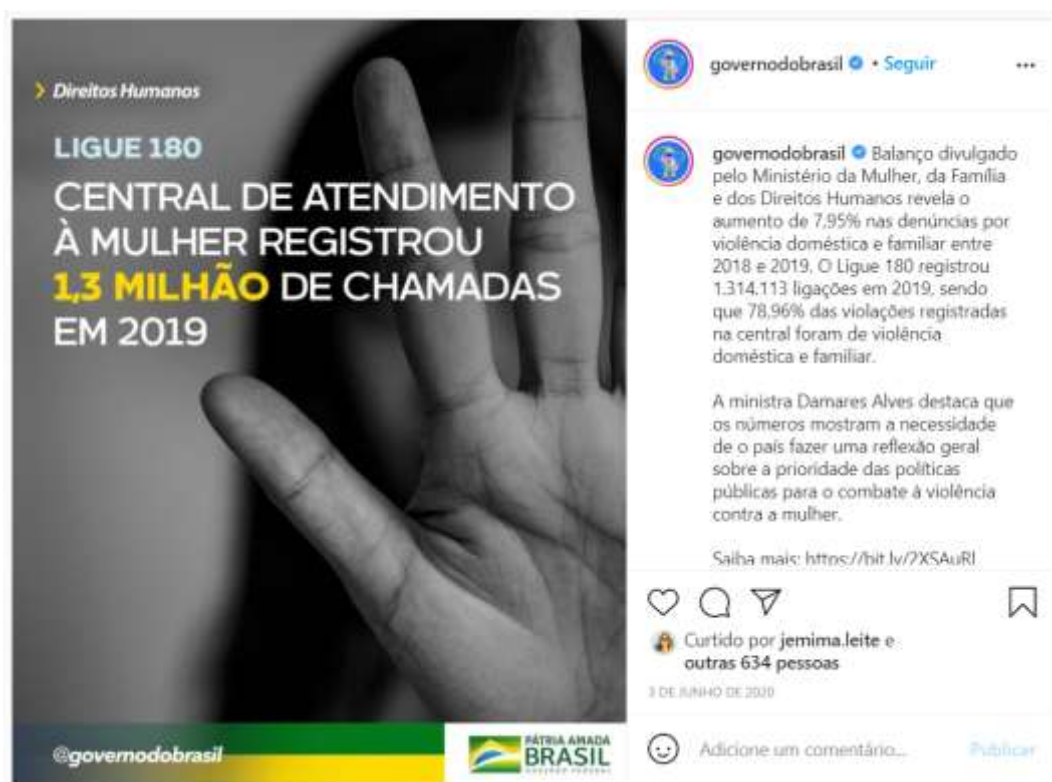 Direitos Humanos
LIGUE 180
CENTRAL DE ATENDIMENTO
À MULHER REGISTROU
1,3 MILHÃO DE CHAMADAS
EM 2019
@governodobrasil
PÁTRIA AMADA
BRASIL
GOVERNO FEDERAL
governodobrasil • Seguir
governodobrasil Balanço divulgado
pelo Ministério da Mulher, da Família
e dos Direitos Humanos revela o
aumento de 7,95% nas denúncias por
violência doméstica e familiar entre
2018 e 2019. O Ligue 180 registrou
1.314.113 ligações em 2019, sendo
que 78,96% das violações registradas
na central foram de violência
doméstica e familiar.
A ministra Damares Alves destaca que
os números mostram a necessidade
de o país fazer uma reflexão geral
sobre a prioridade das políticas
públicas para o combate à violência
contra a mulher.
Saiba mais: https://bit.ly/2XSAuRl
Curtido por jemima.leite e
outras 634 pessoas
3 DE JUNHO DE 2020
Adicione um comentário... Publicar